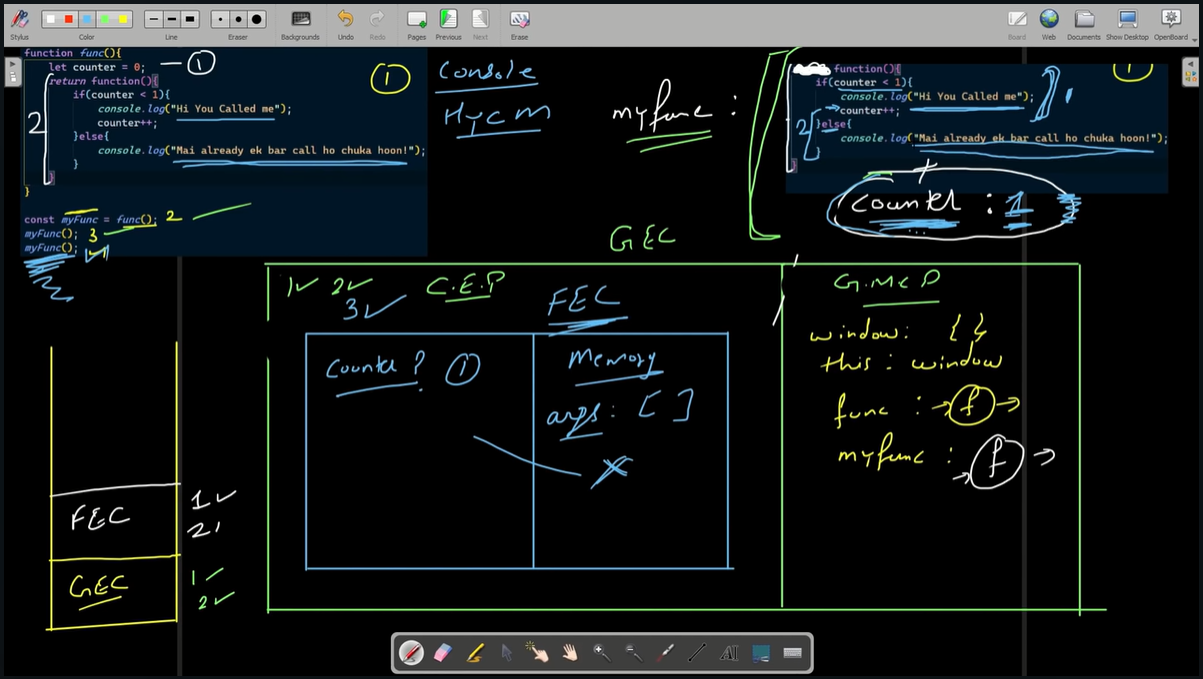 Stylus
Color
Line
Eraser
Backgrounds
Undo
Redo
Pages
Previous
Next
Erase
Board
Web
Documents
Show Desktop
OpenBoard
function func(){
let counter = 0; — 1
return function(){
if(counter < 1){
console.log("Hi You Called me");
counter++;
}else{
console.log("Mai already ek bar call ho chuka hoon!");
}
}
}
2
1
const myFunc = func(); 2
myFunc(); 3
myFunc();
Console
HYCM
myfunc :
function(){
if(counter < 1){
console.log("Hi You Called me");
counter++;
}else{
console.log("Mai already ek bar call ho chuka hoon!");
}
}
1
2
Counter : 1
GEC
1✓ 2✓ C.E.P
3✓
FEC
Counter ? 1
Memory
args : [ ]
G.M.C.P
window : { }
this : window
func : → f →
myfunc : → f →
FEC
1✓
2
GEC
1✓
2✓
AI